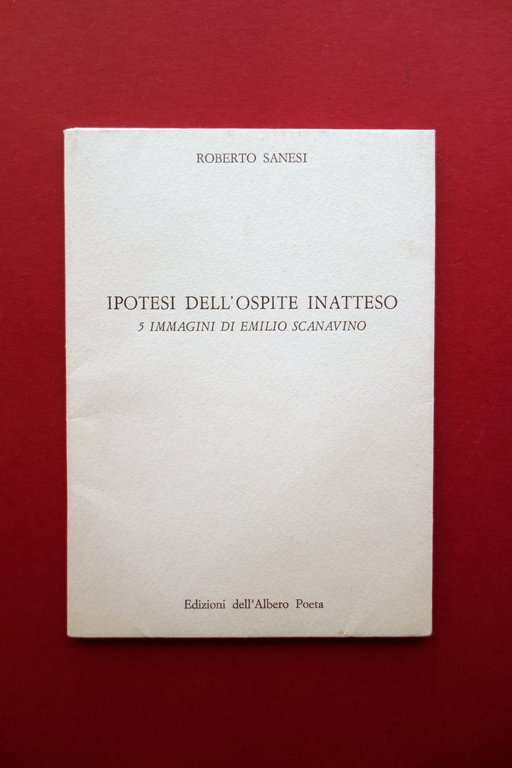 ROBERTO SANESI
IPOTESI DELL'OSPITE INATTESO
5 IMMAGINI DI EMILIO SCANAVINO
Edizioni dell'Albero Poeta